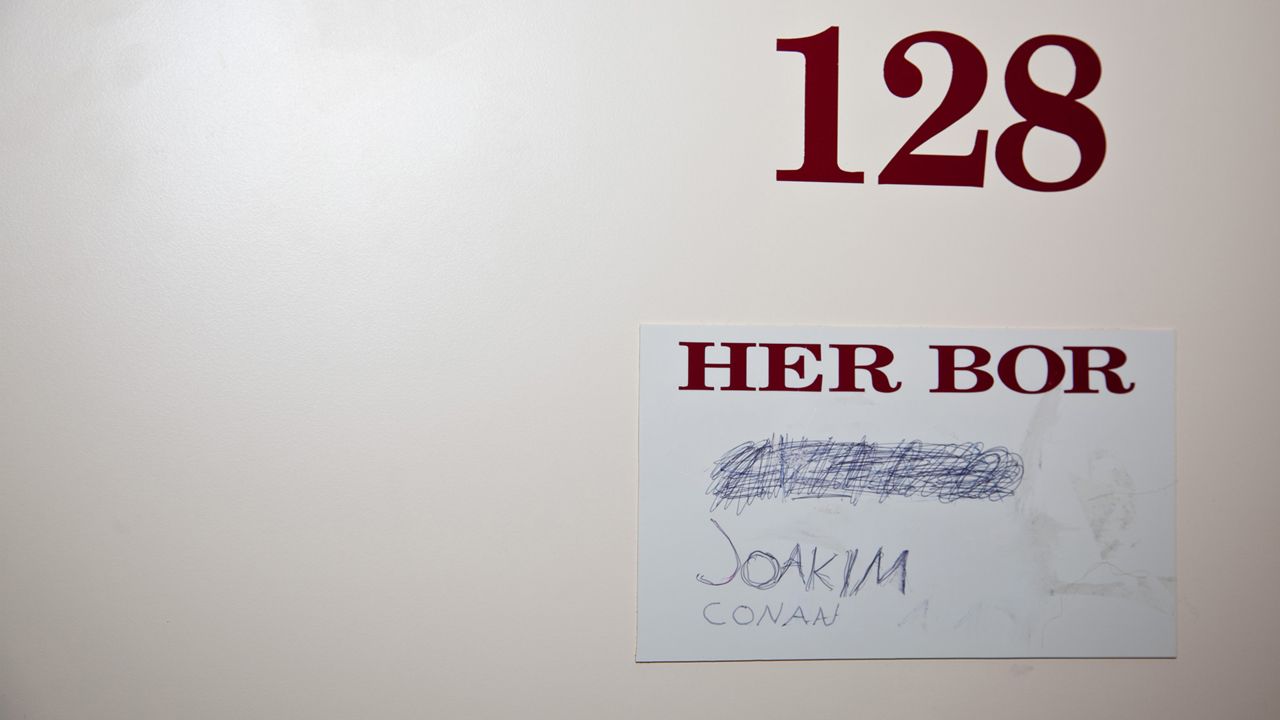 128
HER BOR
JOAKIM
CONAN